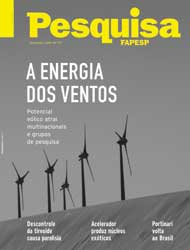 Pesquisa
FAPESP
A ENERGIA
DOS VENTOS
Potencial
eólico atrai
multinacionais
e grupos
de pesquisa
Descontrole
da tireoide
causa paralisia
Acelerador
produz núcleos
exóticos
Portinari
volta
ao Brasil